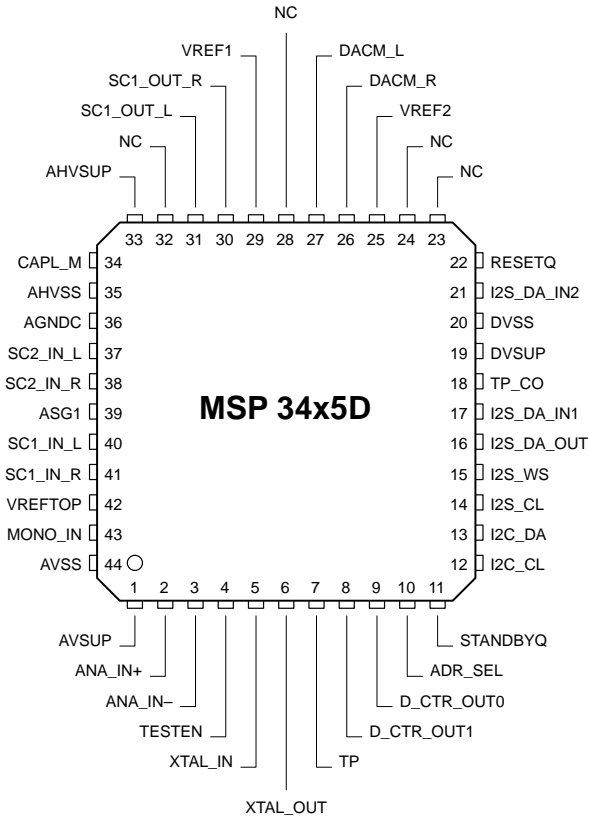 NC
VREF1
DACM_L
SC1_OUT_R
DACM_R
SC1_OUT_L
VREF2
NC
NC
AHVSUP
NC
33 32 31 30 29 28 27 26 25 24 23
CAPL_M 34
22 RESETQ
AHVSS 35
21 I2S_DA_IN2
AGNDC 36
20 DVSS
SC2_IN_L 37
19 DVSUP
SC2_IN_R 38
18 TP_CO
MSP 34x5D
ASG1 39
17 I2S_DA_IN1
SC1_IN_L 40
16 I2S_DA_OUT
SC1_IN_R 41
15 I2S_WS
VREFTOP 42
14 I2S_CL
MONO_IN 43
13 I2C_DA
AVSS 44
12 I2C_CL
1 2 3 4 5 6 7 8 9 10 11
AVSUP
STANDBYQ
ANA_IN+
ADR_SEL
ANA_IN–
D_CTR_OUT0
TESTEN
D_CTR_OUT1
XTAL_IN
TP
XTAL_OUT